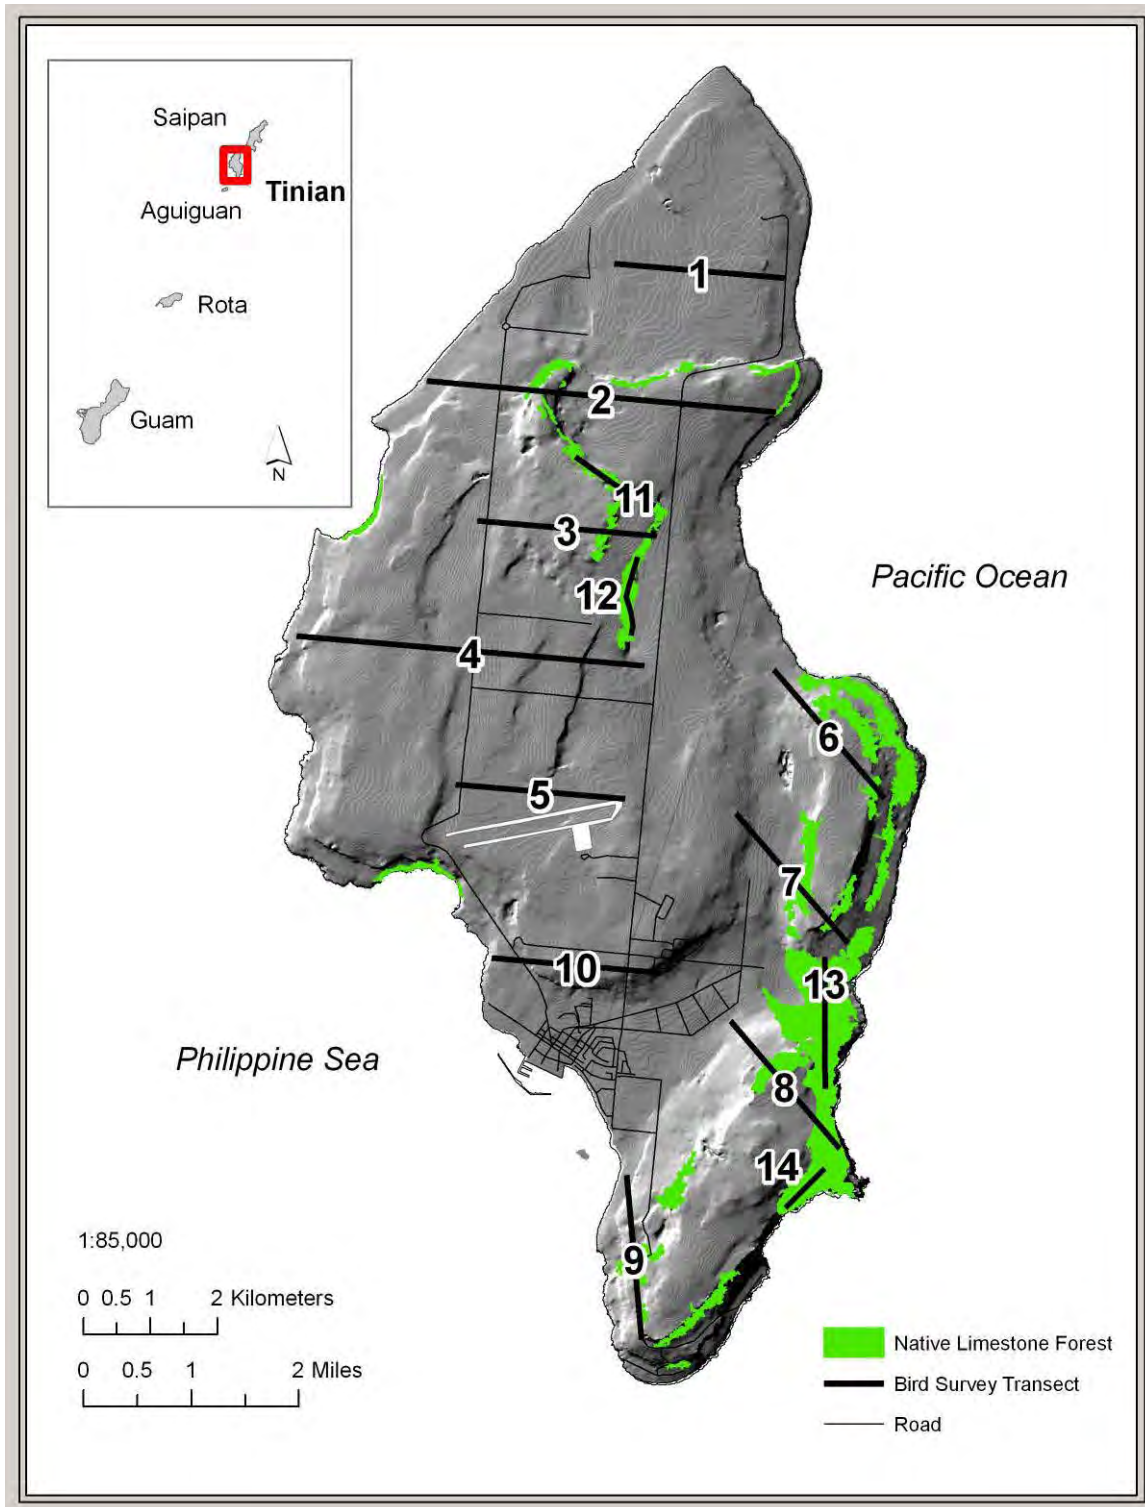 Saipan
Tinian
Aguiguan
Rota
Guam
N
1
2
11
3
12
Pacific Ocean
4
6
5
7
10
13
Philippine Sea
8
14
9
1:85,000
0 0.5 1 2 Kilometers
0 0.5 1 2 Miles
Native Limestone Forest
Bird Survey Transect
Road